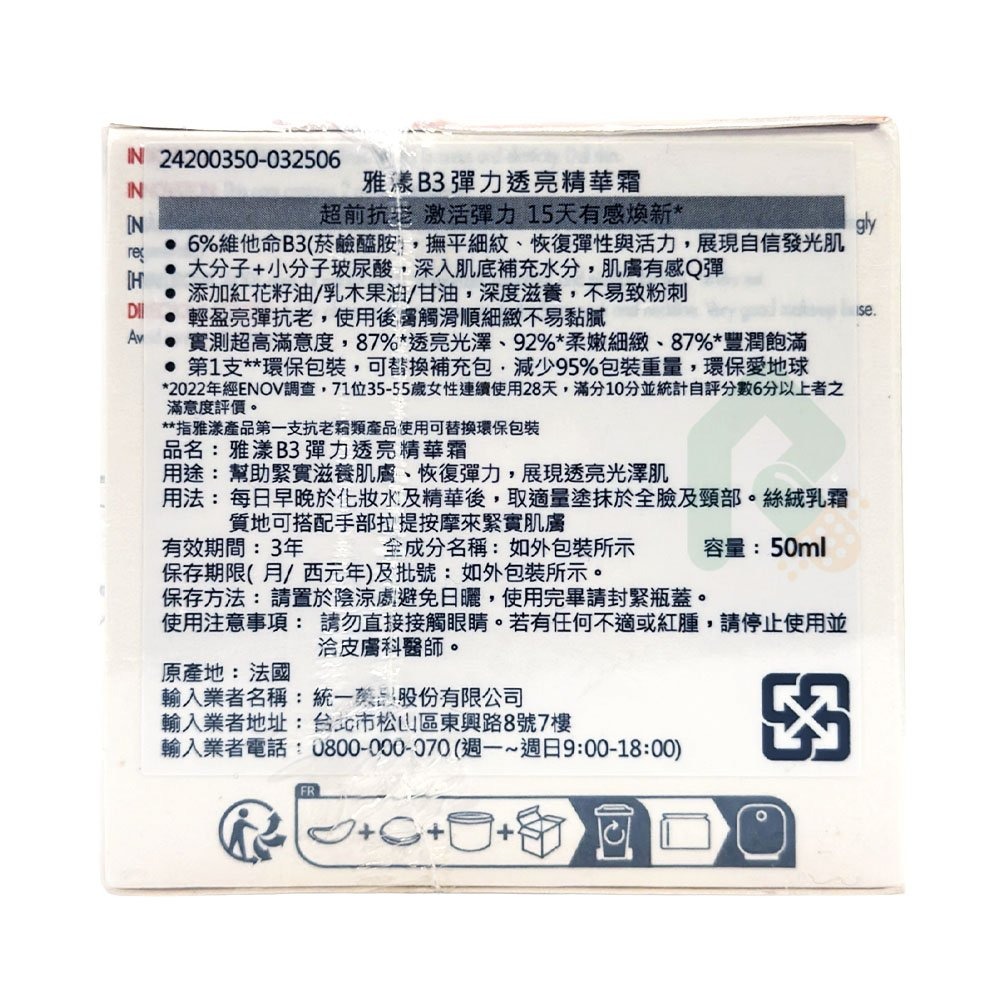 24200350-032506
雅漾B3彈力透亮精華霜
超前抗老 激活彈力 15天有感煥新*
• 6%維他命B3(菸鹼醯胺)，撫平細紋、恢復彈性與活力，展現自信發光肌
• 大分子+小分子玻尿酸，深入肌底補充水分，肌膚有感Q彈
• 添加紅花籽油/乳木果油/甘油，深度滋養，不易致粉刺
• 輕盈亮彈抗老，使用後膚觸滑順細緻不易黏膩
• 實測超高滿意度，87%*透亮光澤、92%*柔嫩細緻、87%*豐潤飽滿
• 第1支**環保包裝，可替換補充包，減少95%包裝重量，環保愛地球
*2022年經ENOV調查，71位35-55歲女性連續使用28天，滿分10分並統計自評分數6分以上者之
滿意度評價。
**指雅漾產品第一支抗老霜類產品使用可替換環保包裝
品名：雅漾B3彈力透亮精華霜
用途：幫助緊實滋養肌膚、恢復彈力，展現透亮光澤肌
用法：每日早晚於化妝水及精華後，取適量塗抹於全臉及頸部。絲絨乳霜
質地可搭配手部拉提按摩來緊實肌膚
有效期間：3年 全成分名稱：如外包裝所示 容量：50ml
保存期限( 月/ 西元年)及批號：如外包裝所示。
保存方法：請置於陰涼處避免日曬，使用完畢請封緊瓶蓋。
使用注意事項： 請勿直接接觸眼睛。若有任何不適或紅腫，請停止使用並
洽皮膚科醫師。
原產地：法國
輸入業者名稱：統一藥品股份有限公司
輸入業者地址：台北市松山區東興路8號7樓
輸入業者電話：0800-000-070(週一~週日9:00-18:00)
FR